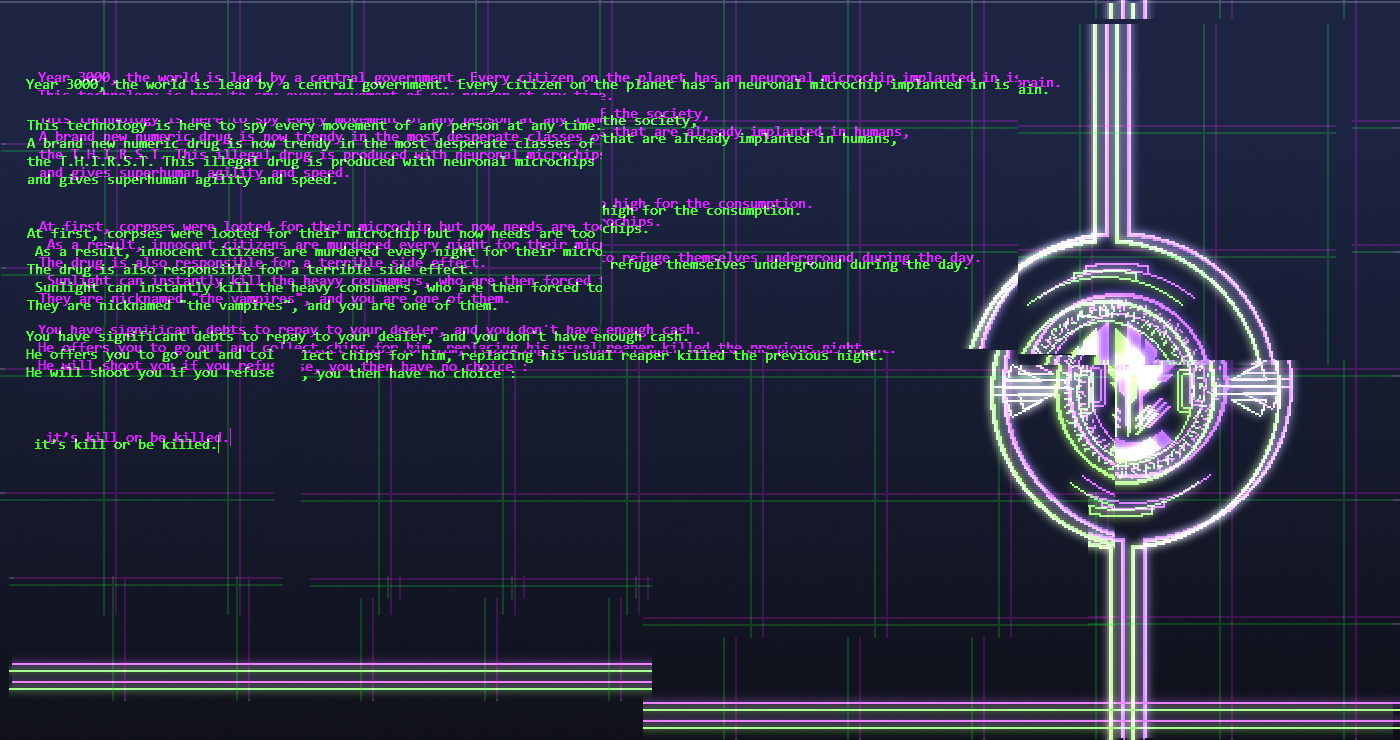 Year 3000, the world is lead by a central government. Every citizen on the planet has an neuronal microchip implanted in is brain.
This technology is here to spy every movement of any person at any time.
A brand new numeric drug is now trendy in the most desperate classes of the society,
the T.H.I.R.S.T. This illegal drug is produced with neuronal microchips that are already implanted in humans,
and gives superhuman agility and speed.
At first, corpses were looted for their microchip but now needs are too high for the consumption.
As a result, innocent citizens are murdered every night for their microchips.
The drug is also responsible for a terrible side effect.
Sunlight can instantly kill the heavy consumers, who are then forced to refuge themselves underground during the day.
They are nicknamed "the vampires", and you are one of them.
You have significant debts to repay to your dealer, and you don't have enough cash.
He offers you to go out and collect chips for him, replacing his usual reaper killed the previous night.
He will shoot you if you refuse, you then have no choice :
it's kill or be killed.